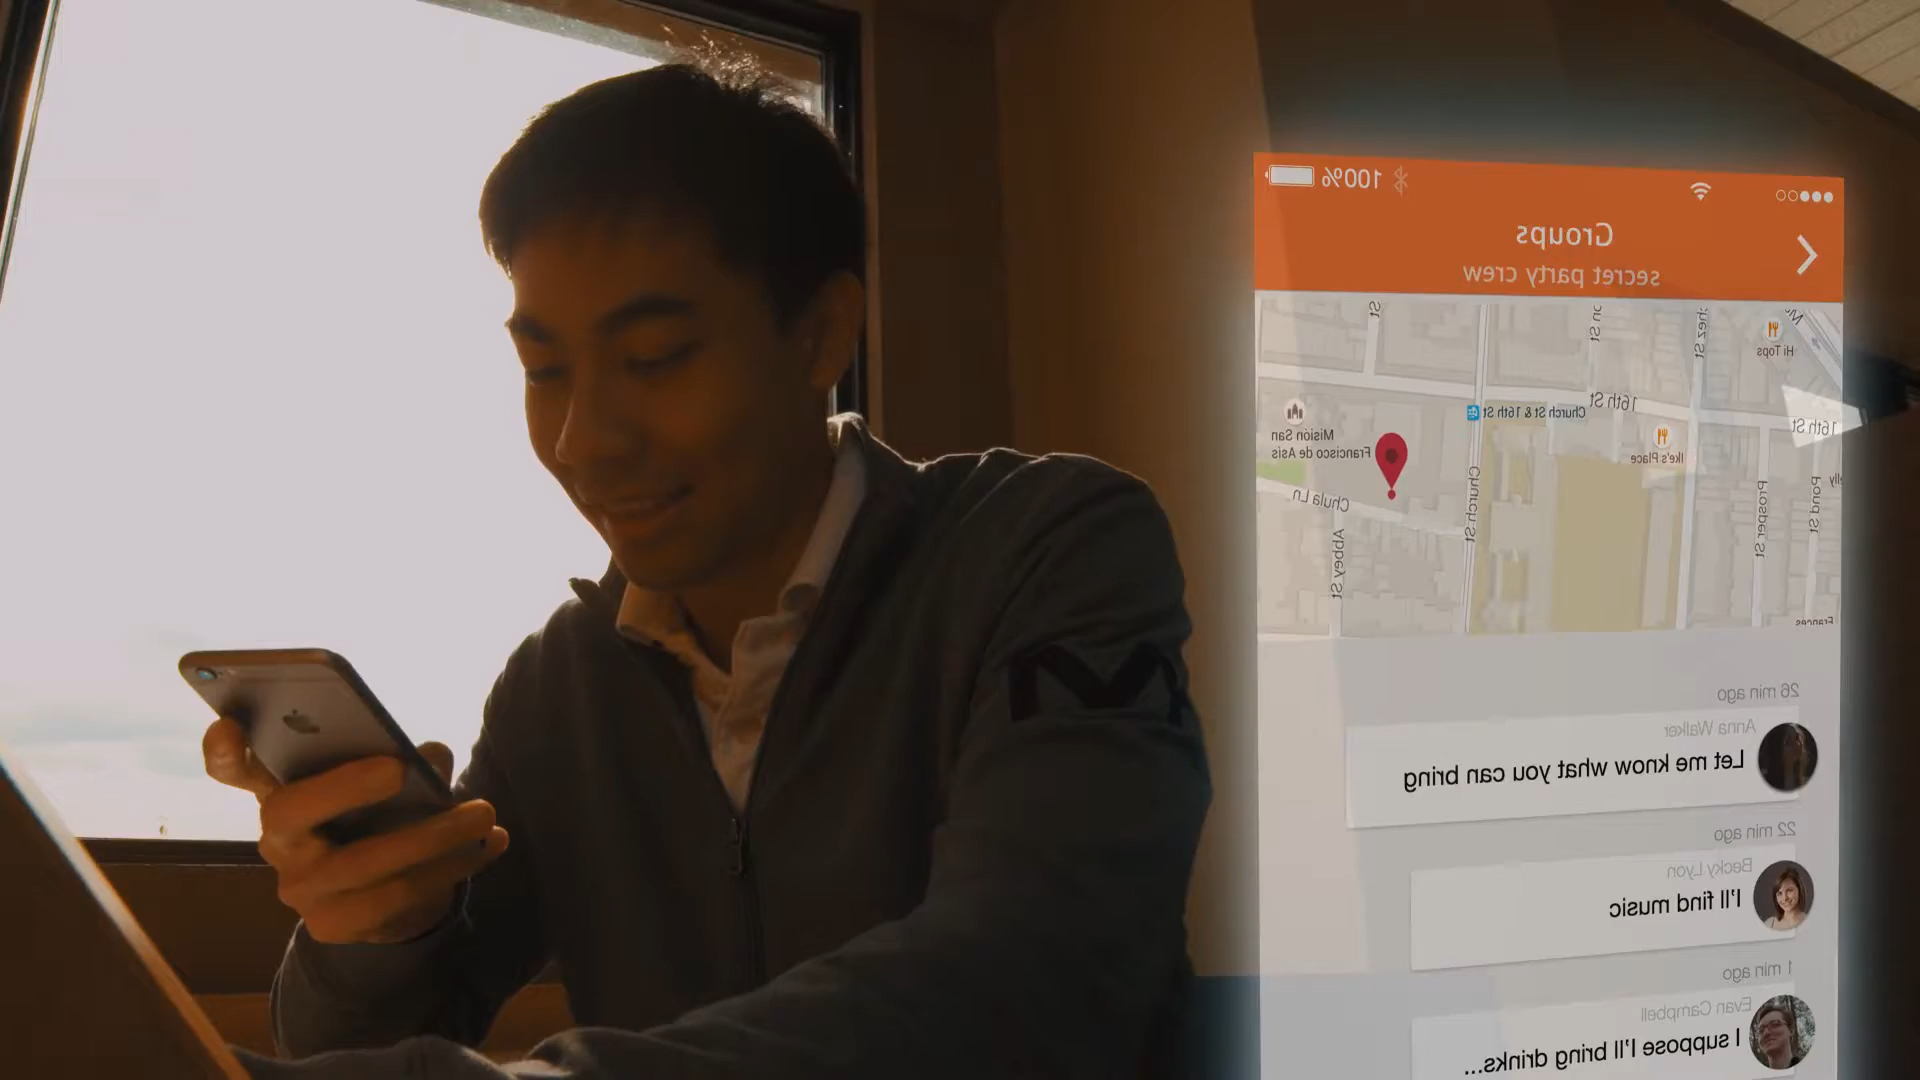 100%
Groups
secret party crew
St
Hi Tops
16th St
Church St & 16th St
16th St
Misión San
Francisco de Asís
Ike's Place
Chula Ln
Church St
Abbey St
Prosper St
Pond St
26 min ago
Anna Walker
Let me know what you can bring
22 min ago
Becky Lyon
I'll find music
1 min ago
Evan Campbell
I suppose I'll bring drinks...